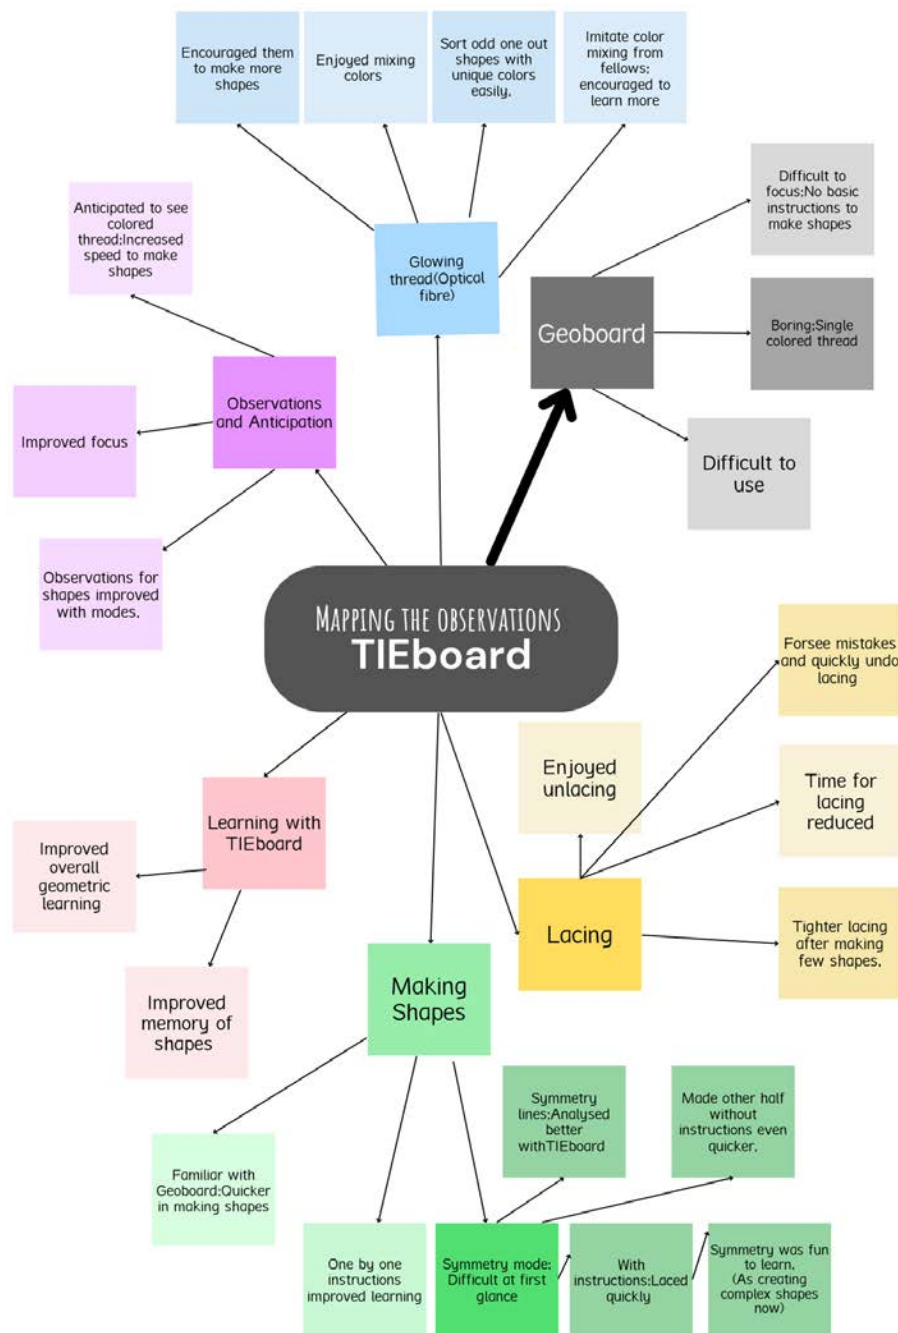 Encouraged them
to make more
shapes
Enjoyed mixing
colors
Sort odd one out
shapes with
unique colors
easily.
Imitate color
mixing from
fellows;
encouraged to
learn more
Difficult to
focus;No basic
instructions to
make shapes
Anticipated to see
colored
thread;Increased
speed to make
shapes
Glowing
thread(Optical
fibre)
Geoboard
Boring;Single
colored thread
Observations
and Anticipation
Improved focus
Difficult to
use
Observations for
shapes improved
with modes.
MAPPING THE OBSERVATIONS
TIEboard
Forsee mistakes
and quickly undo
lacing
Enjoyed
unlacing
Time for
lacing
reduced
Learning with
TIEboard
Improved
overall
geometric
learning
Lacing
Tighter lacing
after making
few shapes.
Improved
memory of
shapes
Making
Shapes
Symmetry
lines;Analysed
better
withTIEboard
Made other half
without
instructions even
quicker.
Familiar with
Geoboard;Quicker
in making shapes
One by one
instructions
improved learning
Symmetry mode;
Difficult at first
glance
With
instructions;Laced
quickly
Symmetry was fun
to learn.
(As creating
complex shapes
now)